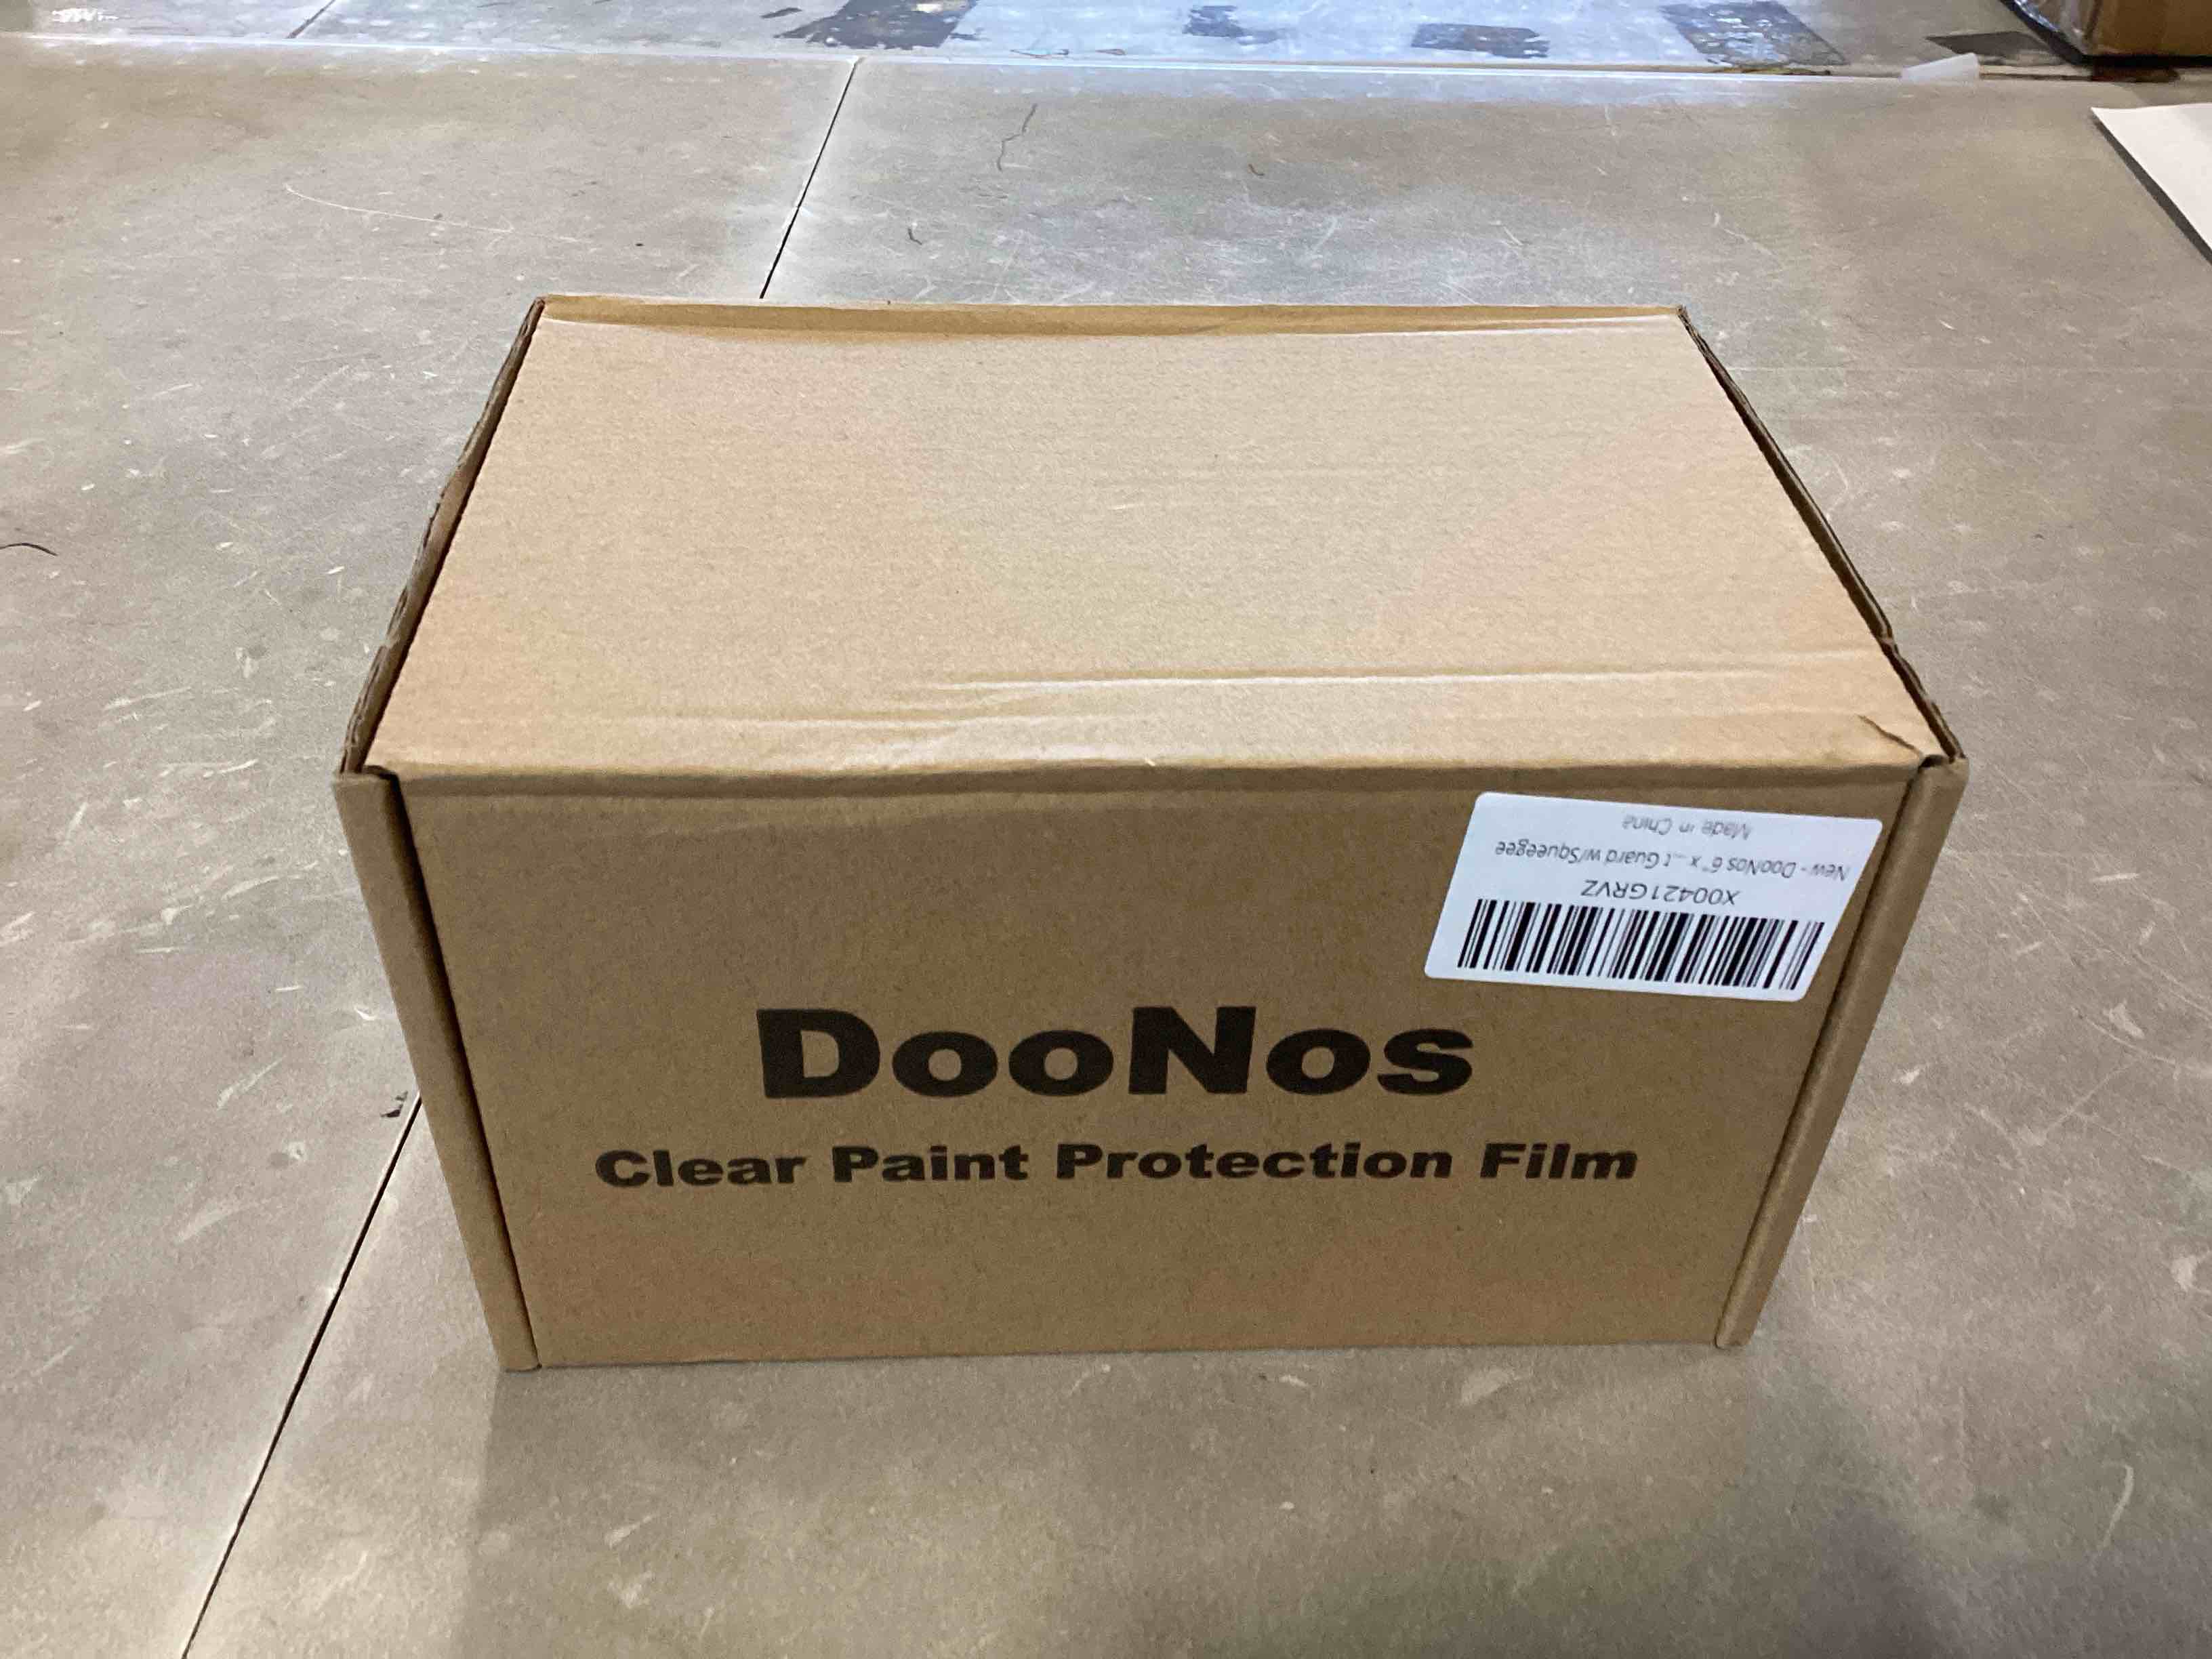 DooNos
Clear Paint Protection Film
X00421GRVZ
New - DooNos 6" x ...t Guard w/Squeegee
Made in China